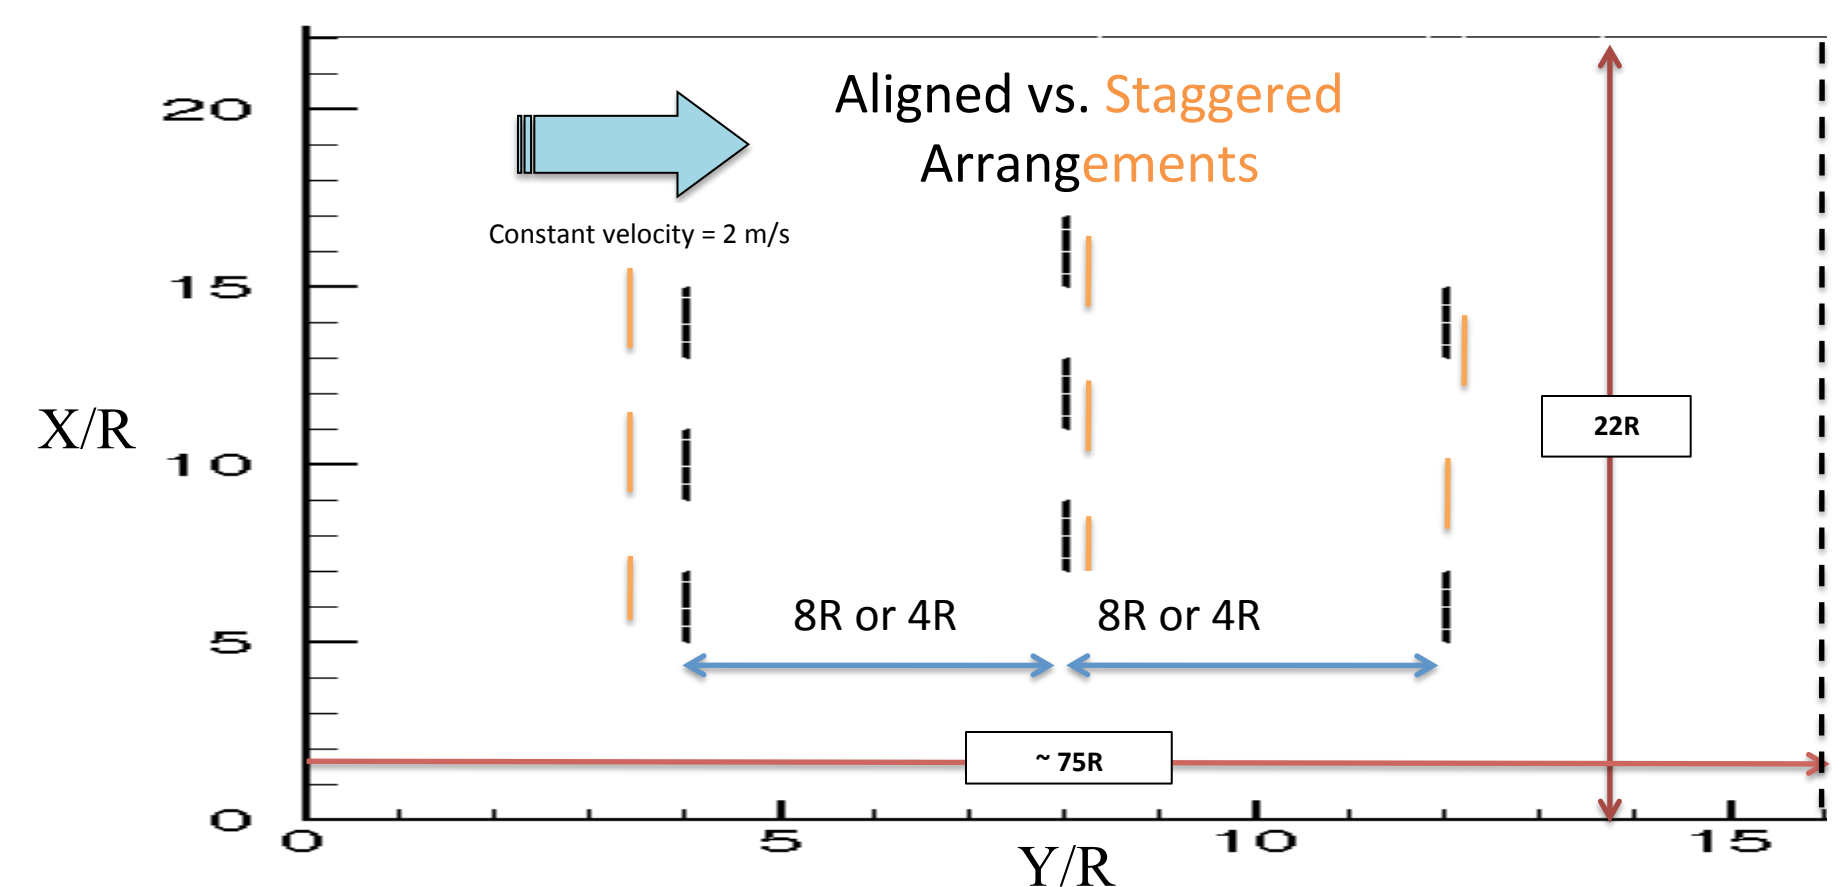 Aligned vs. Staggered
Arrangements
Constant velocity = 2 m/s
20
15
X/R
10
5
0
22R
8R or 4R
8R or 4R
~ 75R
0
5
10
15
Y/R